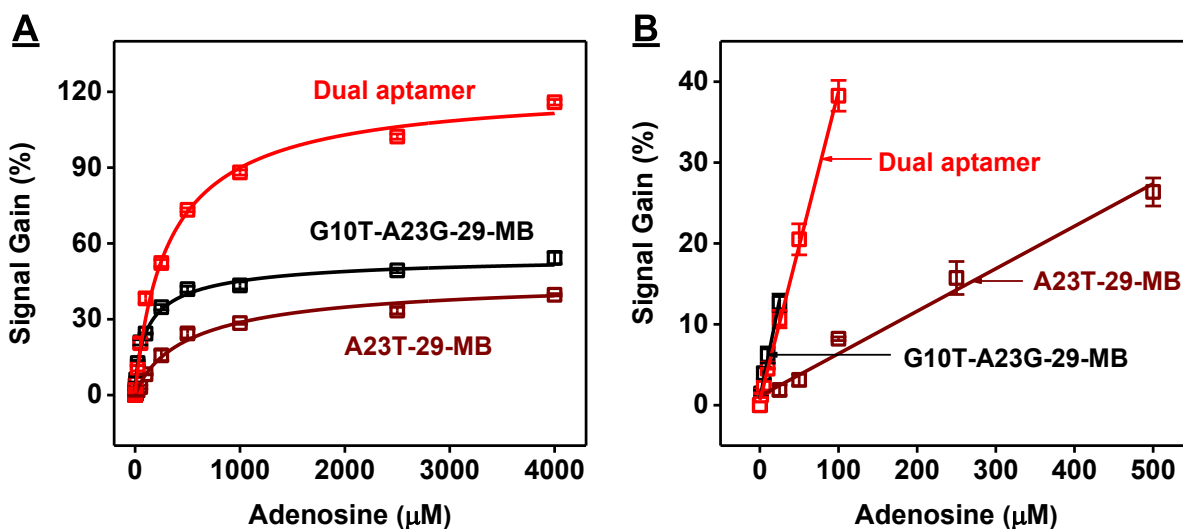 A
B
Signal Gain (%)
120
90
60
30
0
Dual aptamer
G10T-A23G-29-MB
A23T-29-MB
0 1000 2000 3000 4000
Adenosine (μM)
Signal Gain (%)
40
30
20
10
0
Dual aptamer
A23T-29-MB
G10T-A23G-29-MB
0 100 200 300 400 500
Adenosine (μM)